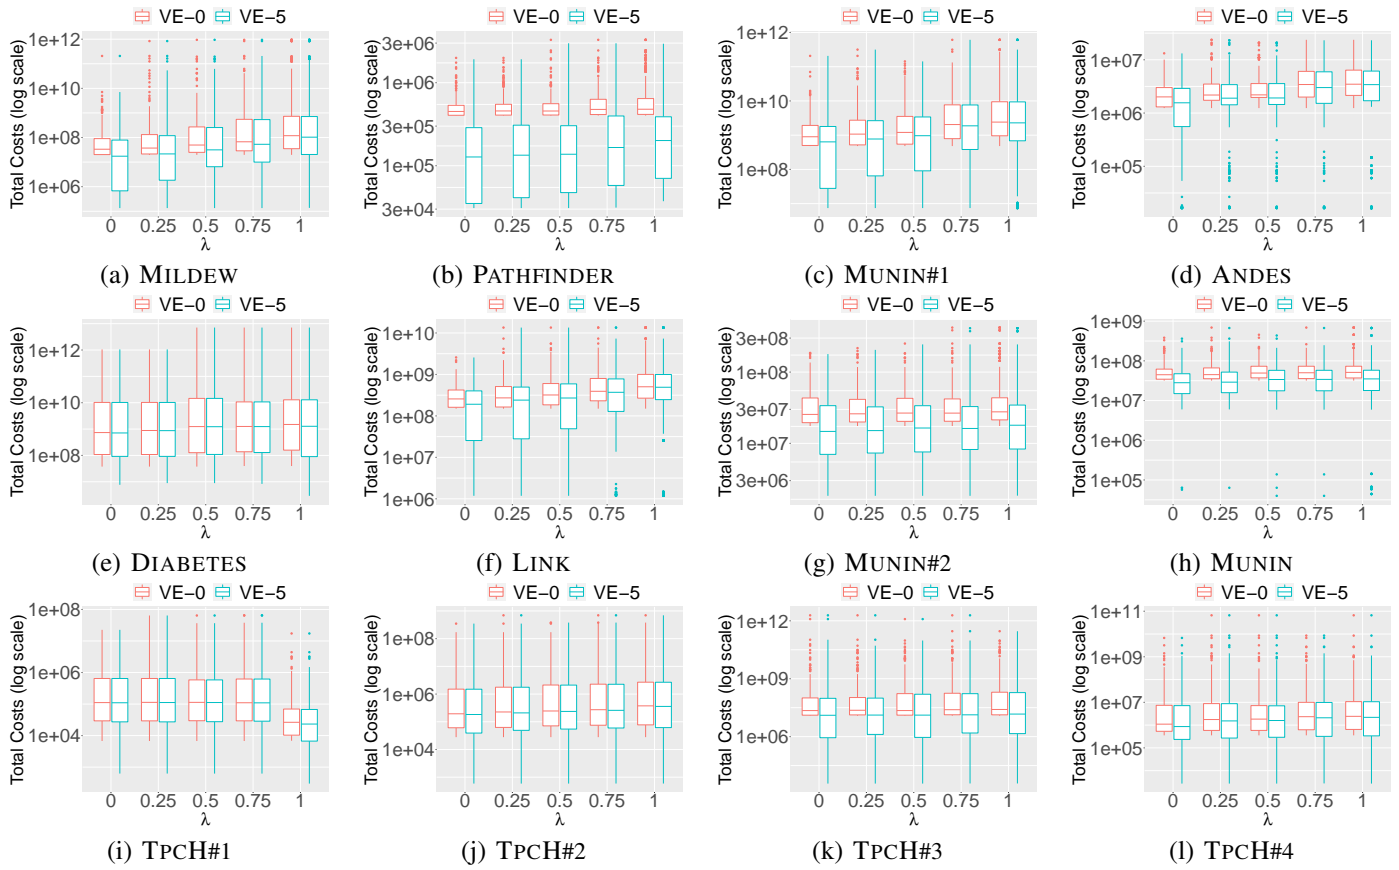 VE−0 VE−5
Total Costs (log scale)
1e+12
1e+10
1e+08
1e+06
0 0.25 0.5 0.75 1
λ
(a) MILDEW
VE−0 VE−5
Total Costs (log scale)
3e+06
1e+06
3e+05
1e+05
3e+04
0 0.25 0.5 0.75 1
λ
(b) PATHFINDER
VE−0 VE−5
Total Costs (log scale)
1e+12
1e+10
1e+08
0 0.25 0.5 0.75 1
λ
(c) MUNIN#1
VE−0 VE−5
Total Costs (log scale)
1e+07
1e+06
1e+05
0 0.25 0.5 0.75 1
λ
(d) ANDES
VE−0 VE−5
Total Costs (log scale)
1e+12
1e+10
1e+08
0 0.25 0.5 0.75 1
λ
(e) DIABETES
VE−0 VE−5
Total Costs (log scale)
1e+10
1e+09
1e+08
1e+07
1e+06
0 0.25 0.5 0.75 1
λ
(f) LINK
VE−0 VE−5
Total Costs (log scale)
3e+08
1e+08
3e+07
1e+07
3e+06
0 0.25 0.5 0.75 1
λ
(g) MUNIN#2
VE−0 VE−5
Total Costs (log scale)
1e+09
1e+08
1e+07
1e+06
1e+05
0 0.25 0.5 0.75 1
λ
(h) MUNIN
VE−0 VE−5
Total Costs (log scale)
1e+08
1e+06
1e+04
0 0.25 0.5 0.75 1
λ
(i) TPCH#1
VE−0 VE−5
Total Costs (log scale)
1e+08
1e+06
1e+04
0 0.25 0.5 0.75 1
λ
(j) TPCH#2
VE−0 VE−5
Total Costs (log scale)
1e+12
1e+09
1e+06
0 0.25 0.5 0.75 1
λ
(k) TPCH#3
VE−0 VE−5
Total Costs (log scale)
1e+11
1e+09
1e+07
1e+05
0 0.25 0.5 0.75 1
λ
(l) TPCH#4